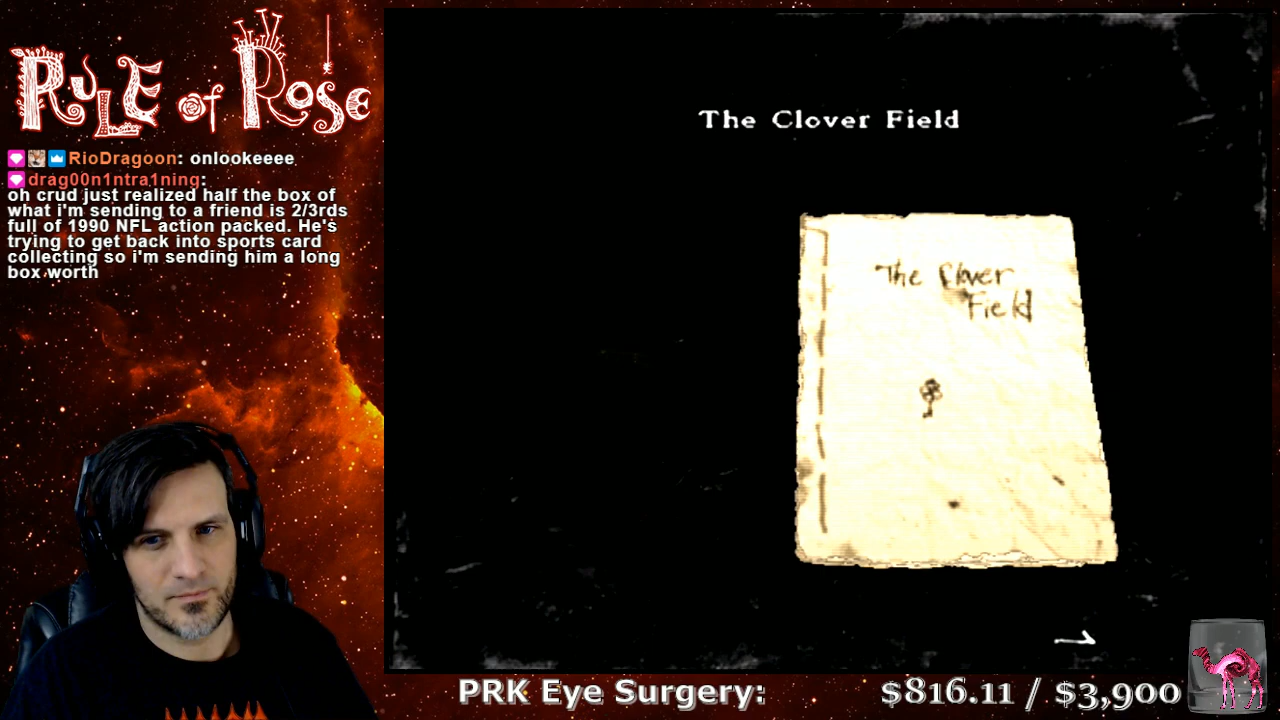 RULE of ROSE
RioDragoon: onlookeeee
drag00n1ntra1ning:
oh crud just realized half the box of
what i'm sending to a friend is 2/3rds
full of 1990 NFL action packed. He's
trying to get back into sports card
collecting so i'm sending him a long
box worth
The Clover Field
The Clover
Field
PRK Eye Surgery: $816.11 / $3,900